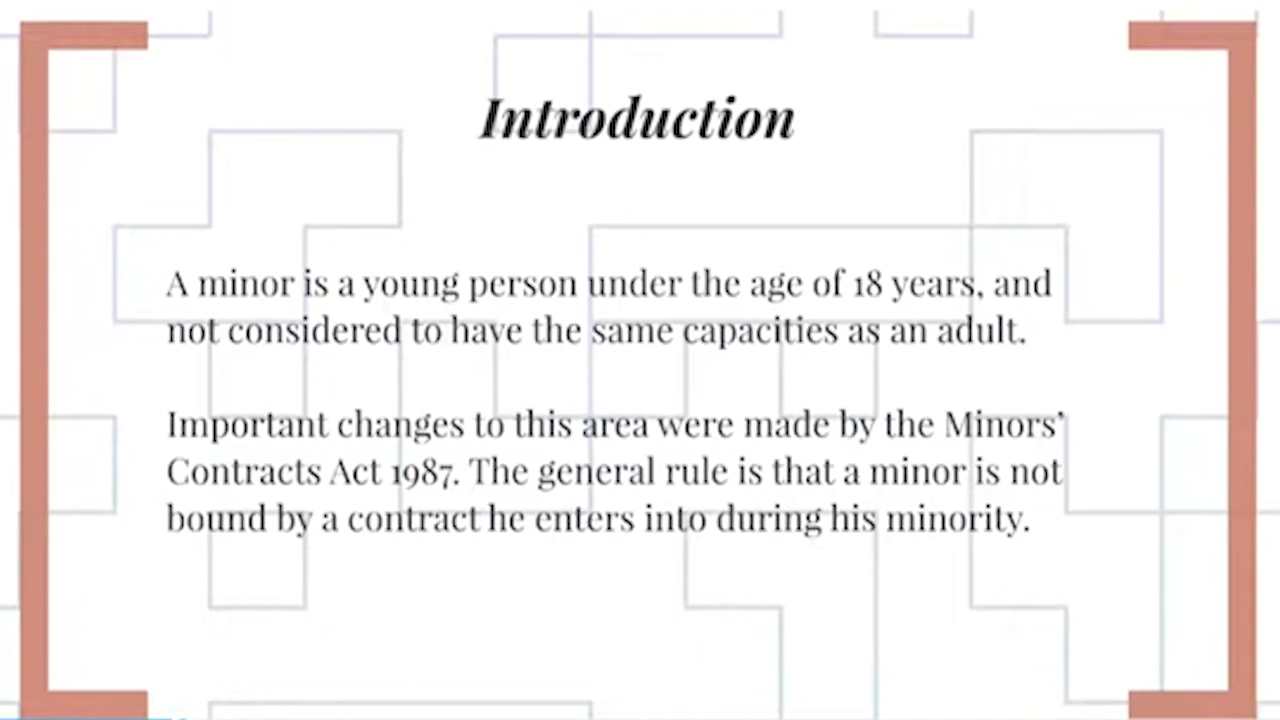 Introduction
A minor is a young person under the age of 18 years, and
not considered to have the same capacities as an adult.
Important changes to this area were made by the Minors’
Contracts Act 1987. The general rule is that a minor is not
bound by a contract he enters into during his minority.